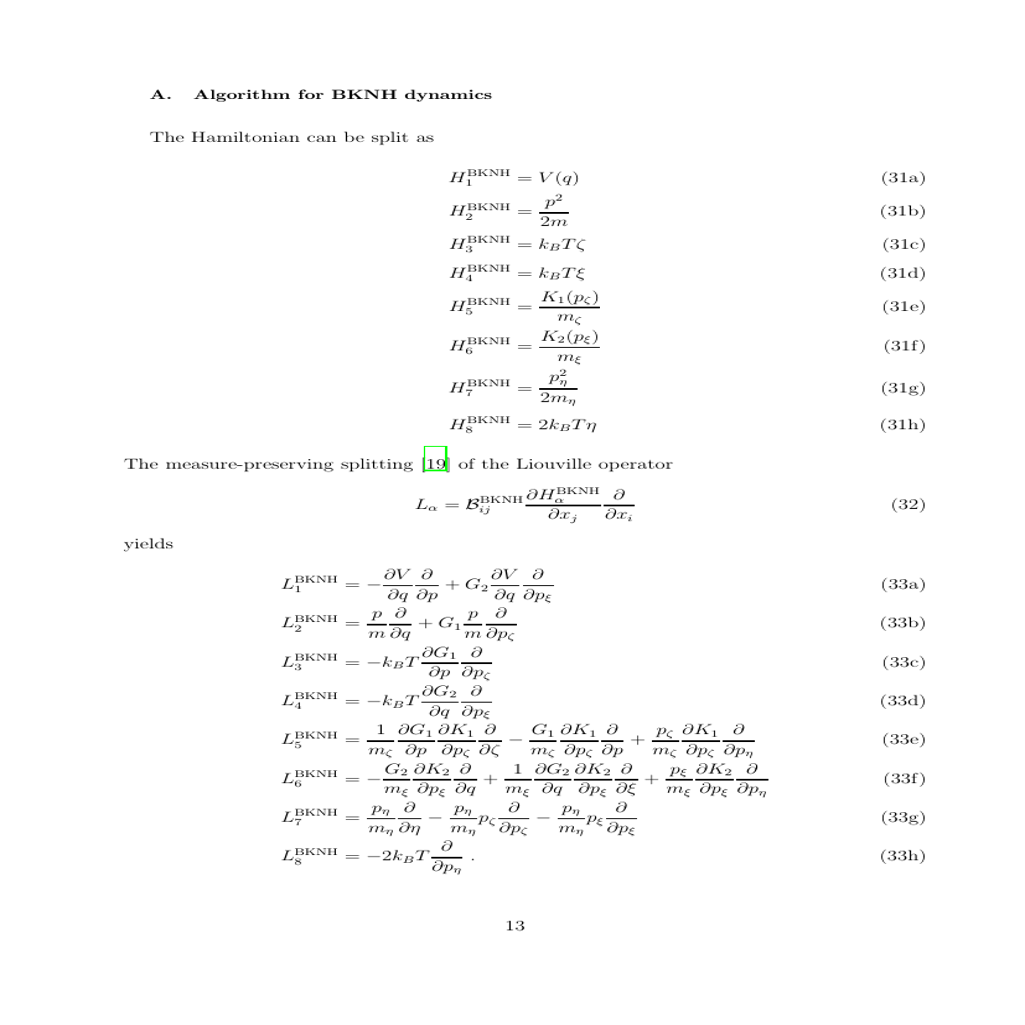 A. Algorithm for BKNH dynamics
The Hamiltonian can be split as
$H_1^{\mathrm{BKNH}} = V(q)$ (31a)
$H_2^{\mathrm{BKNH}} = \frac{p^2}{2m}$ (31b)
$H_3^{\mathrm{BKNH}} = k_B T \zeta$ (31c)
$H_4^{\mathrm{BKNH}} = k_B T \xi$ (31d)
$H_5^{\mathrm{BKNH}} = \frac{K_1(p_\zeta)}{m_\zeta}$ (31e)
$H_6^{\mathrm{BKNH}} = \frac{K_2(p_\xi)}{m_\xi}$ (31f)
$H_7^{\mathrm{BKNH}} = \frac{p_\eta^2}{2m_\eta}$ (31g)
$H_8^{\mathrm{BKNH}} = 2k_B T \eta$ (31h)
The measure-preserving splitting [19] of the Liouville operator
$L_\alpha = \mathcal{B}_{ij}^{\mathrm{BKNH}} \frac{\partial H_\alpha^{\mathrm{BKNH}}}{\partial x_j} \frac{\partial}{\partial x_i}$ (32)
yields
$L_1^{\mathrm{BKNH}} = -\frac{\partial V}{\partial q} \frac{\partial}{\partial p} + G_2 \frac{\partial V}{\partial q} \frac{\partial}{\partial p_\xi}$ (33a)
$L_2^{\mathrm{BKNH}} = \frac{p}{m} \frac{\partial}{\partial q} + G_1 \frac{p}{m} \frac{\partial}{\partial p_\zeta}$ (33b)
$L_3^{\mathrm{BKNH}} = -k_B T \frac{\partial G_1}{\partial p} \frac{\partial}{\partial p_\zeta}$ (33c)
$L_4^{\mathrm{BKNH}} = -k_B T \frac{\partial G_2}{\partial q} \frac{\partial}{\partial p_\xi}$ (33d)
$L_5^{\mathrm{BKNH}} = \frac{1}{m_\zeta} \frac{\partial G_1}{\partial p} \frac{\partial K_1}{\partial p_\zeta} \frac{\partial}{\partial \zeta} - \frac{G_1}{m_\zeta} \frac{\partial K_1}{\partial p_\zeta} \frac{\partial}{\partial p} + \frac{p_\zeta}{m_\zeta} \frac{\partial K_1}{\partial p_\zeta} \frac{\partial}{\partial p_\eta}$ (33e)
$L_6^{\mathrm{BKNH}} = -\frac{G_2}{m_\xi} \frac{\partial K_2}{\partial p_\xi} \frac{\partial}{\partial q} + \frac{1}{m_\xi} \frac{\partial G_2}{\partial q} \frac{\partial K_2}{\partial p_\xi} \frac{\partial}{\partial \xi} + \frac{p_\xi}{m_\xi} \frac{\partial K_2}{\partial p_\xi} \frac{\partial}{\partial p_\eta}$ (33f)
$L_7^{\mathrm{BKNH}} = \frac{p_\eta}{m_\eta} \frac{\partial}{\partial \eta} - \frac{p_\eta}{m_\eta} p_\zeta \frac{\partial}{\partial p_\zeta} - \frac{p_\eta}{m_\eta} p_\xi \frac{\partial}{\partial p_\xi}$ (33g)
$L_8^{\mathrm{BKNH}} = -2k_B T \frac{\partial}{\partial p_\eta}$ . (33h)
13